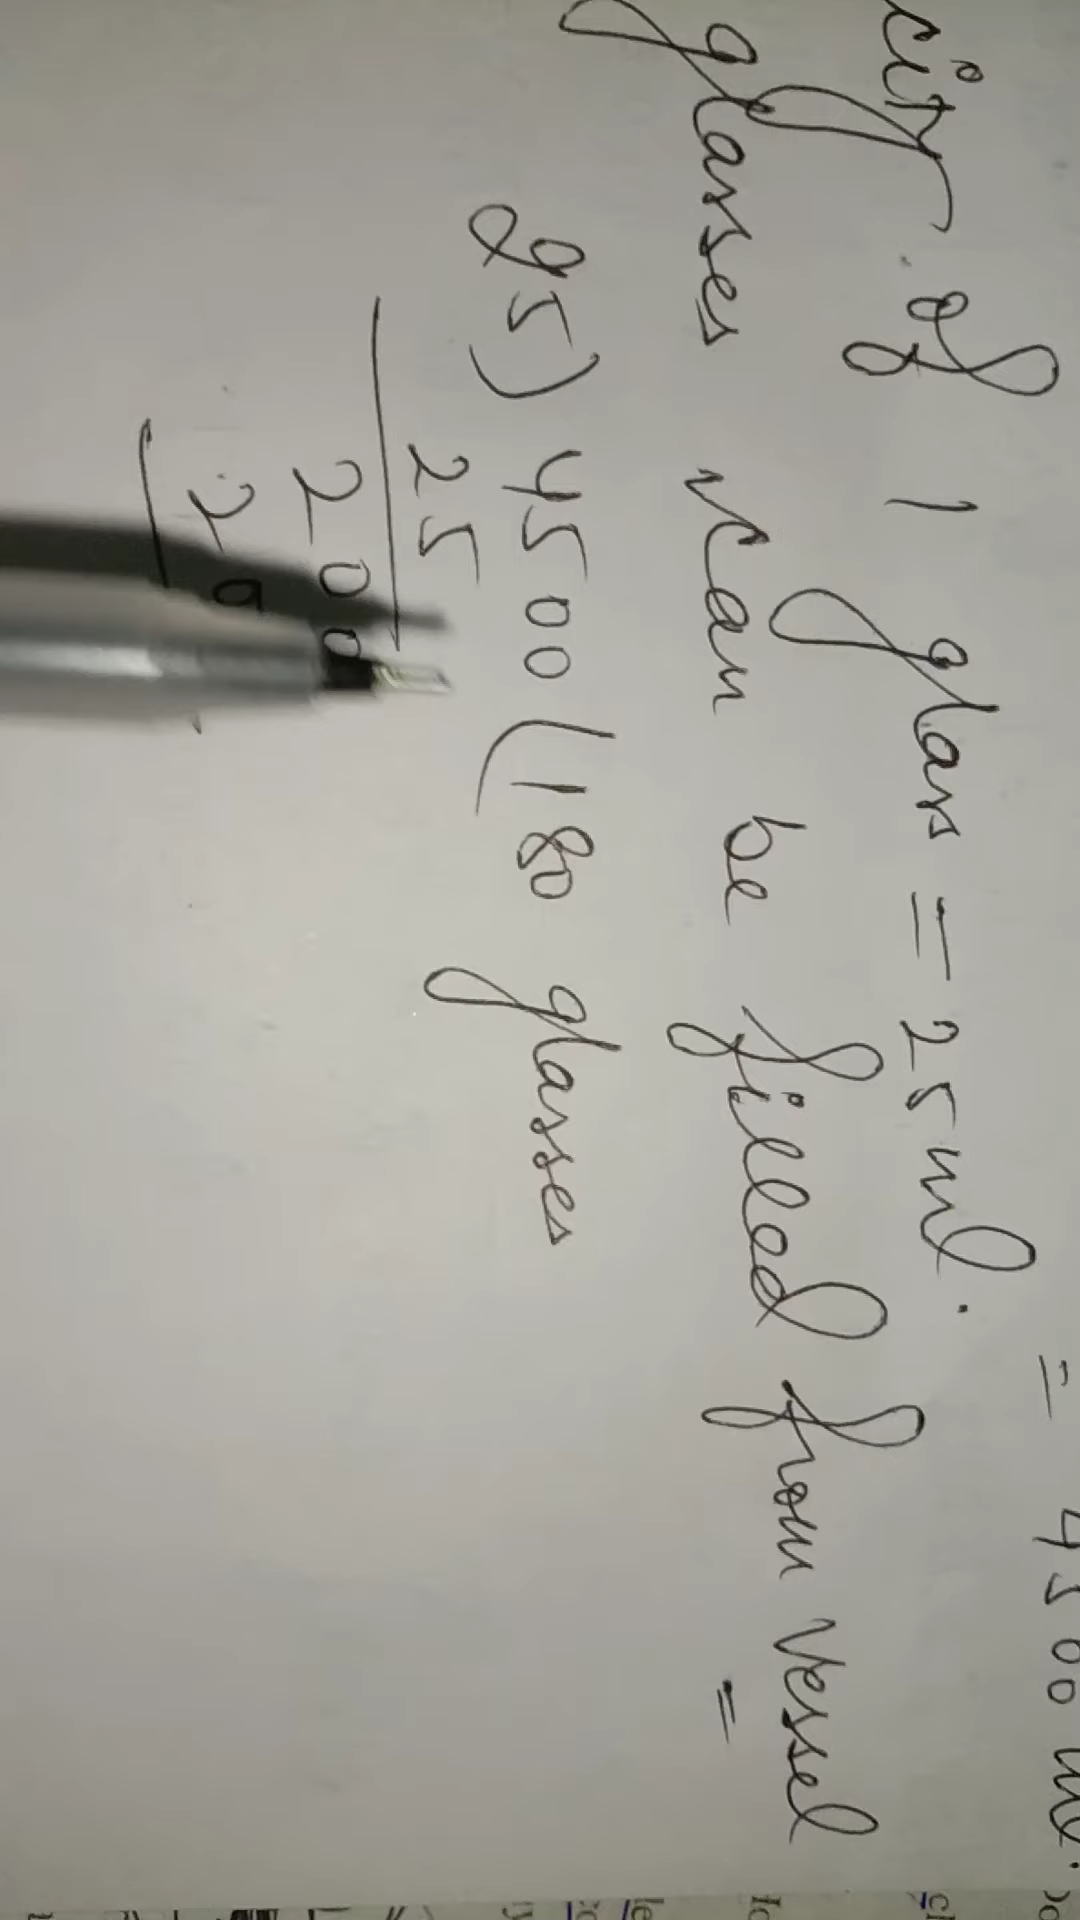 = 4500 ml.
city of 1 glass = 25 ml.
glasses can be filled from vessel =
25) 4500 (180 glasses
25
200